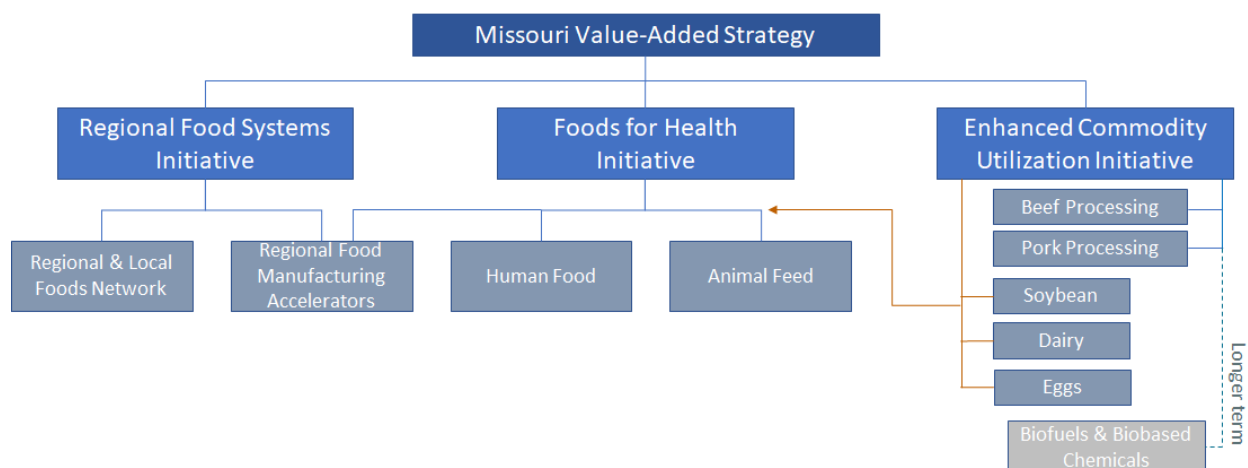 Missouri Value-Added Strategy
Regional Food Systems
Initiative
Foods for Health
Initiative
Enhanced Commodity
Utilization Initiative
Regional & Local
Foods Network
Regional Food
Manufacturing
Accelerators
Human Food
Animal Feed
Beef Processing
Pork Processing
Soybean
Dairy
Eggs
Longer term
Biofuels & Biobased
Chemicals